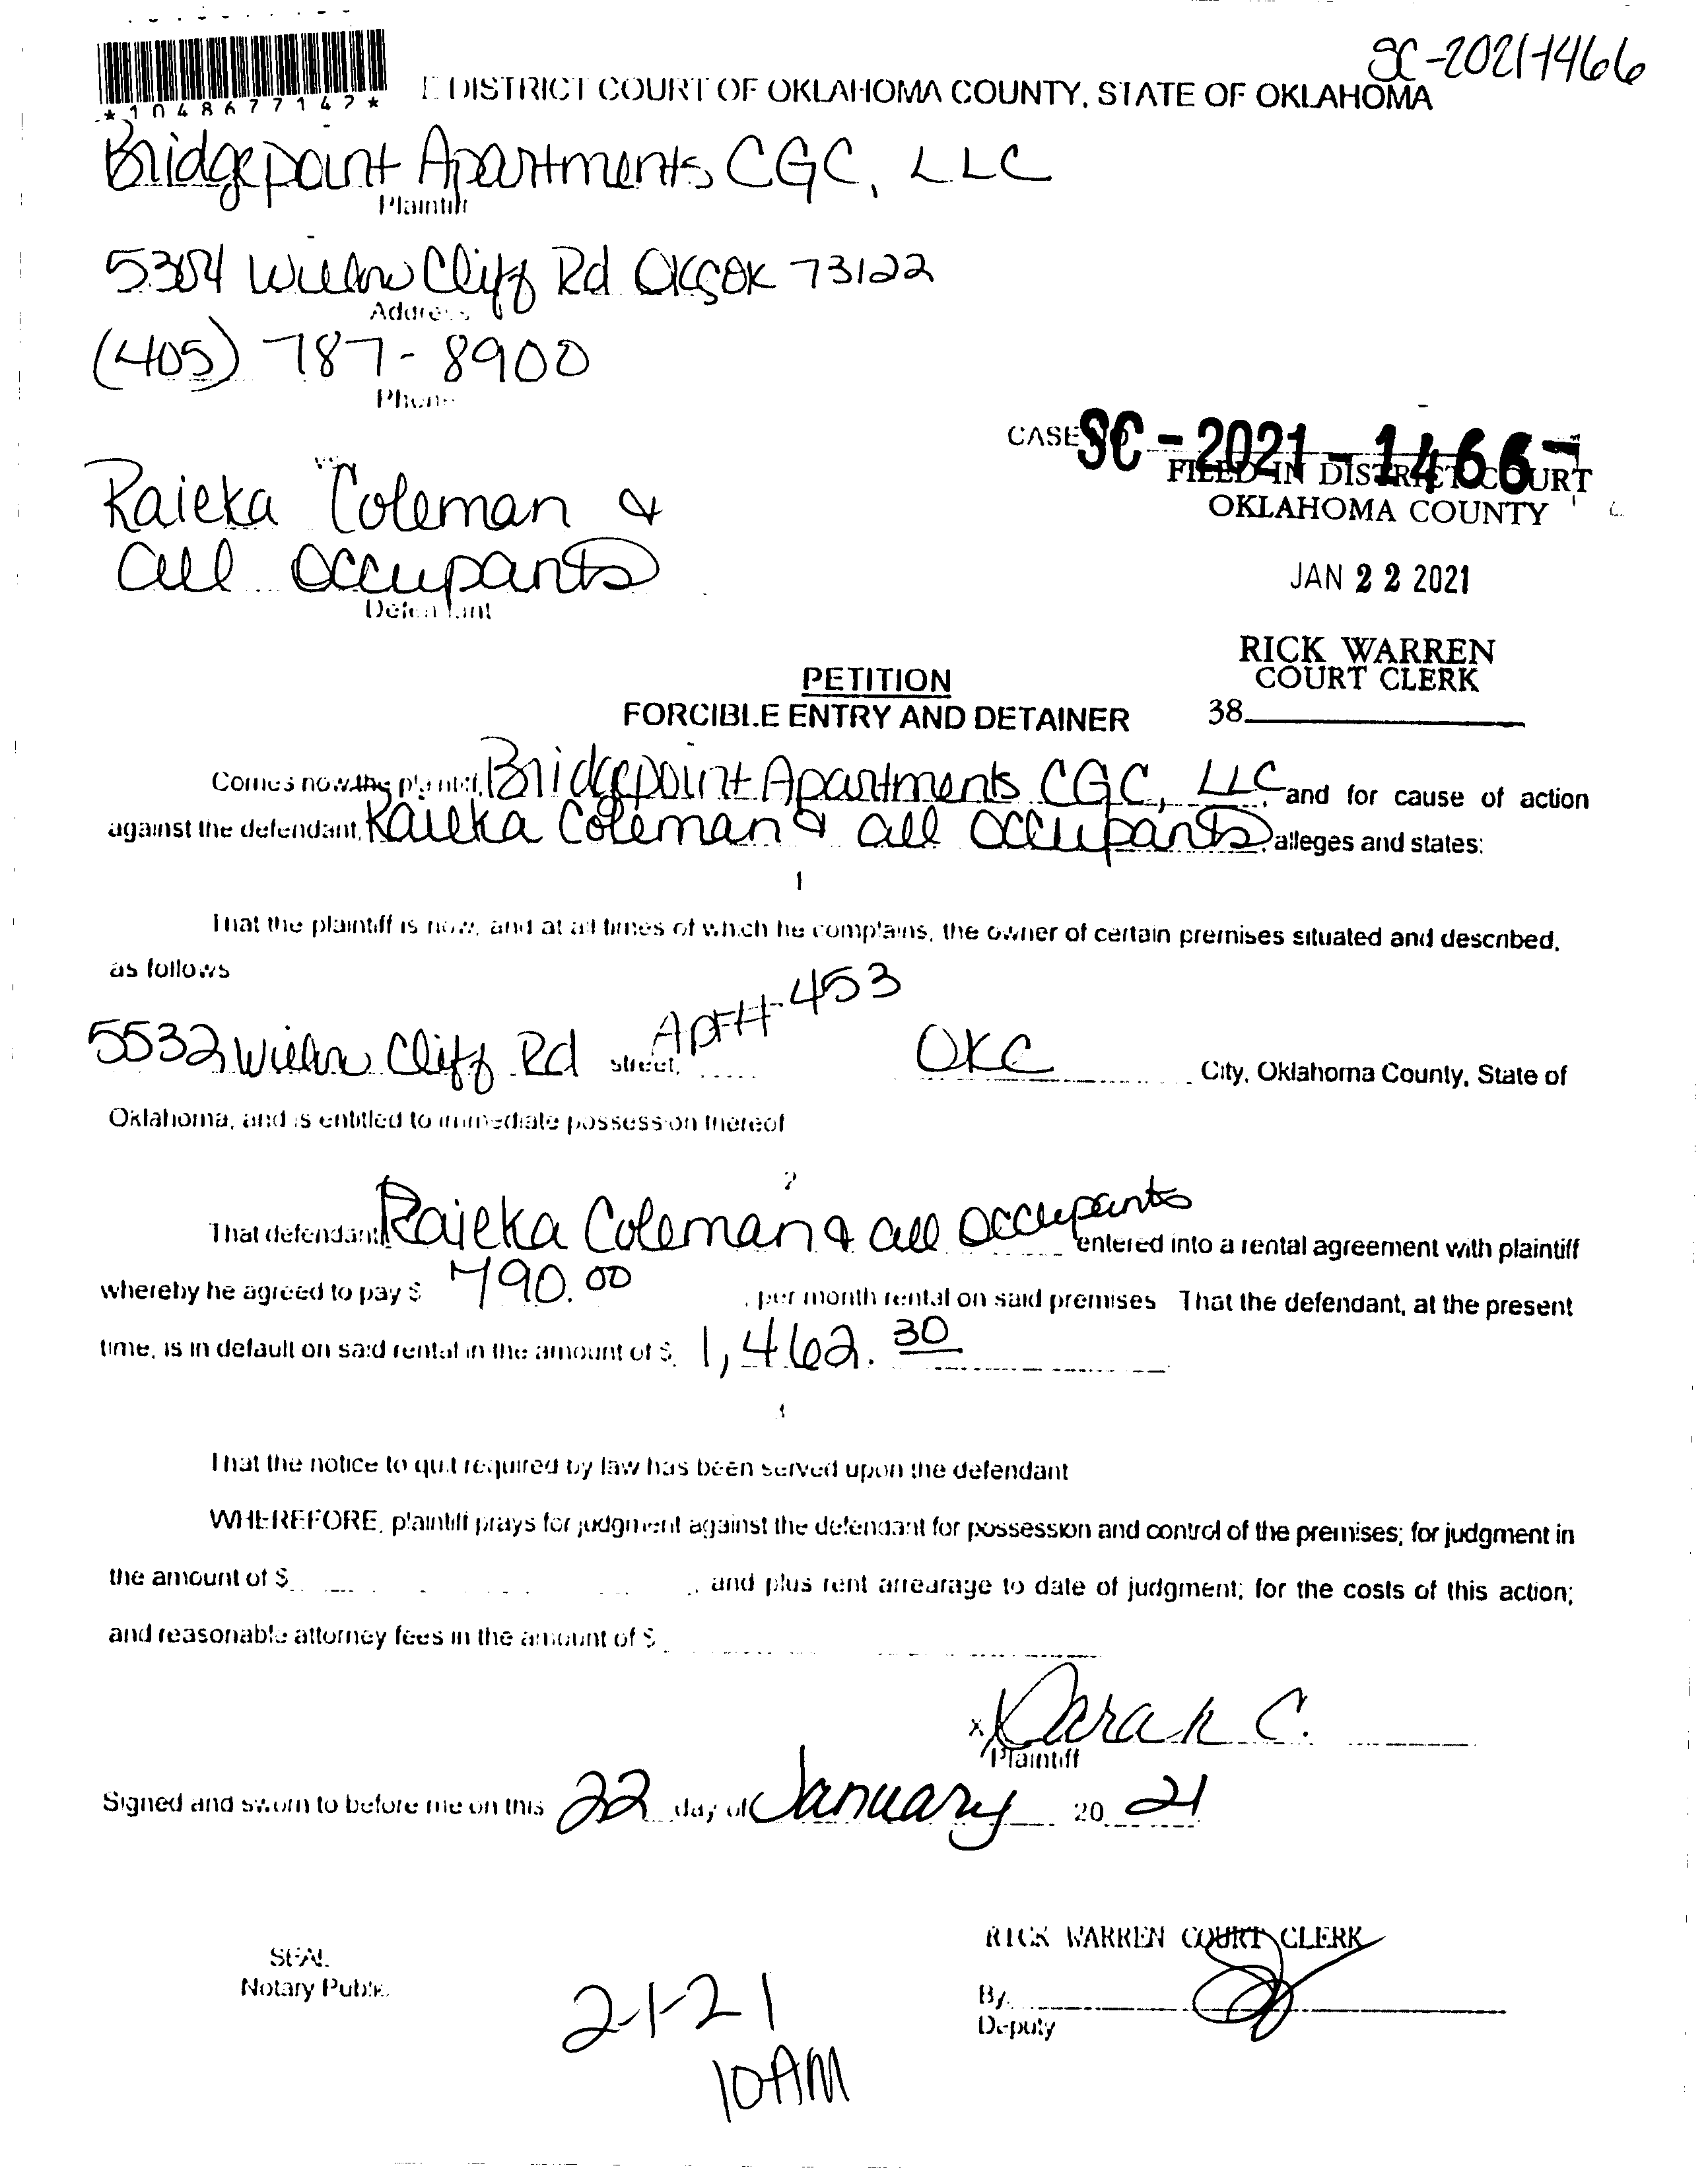 SC-2021-1466
*1048677142*
DISTRICT COURT OF OKLAHOMA COUNTY, STATE OF OKLAHOMA
Bridgepoint Apartments CGC, LLC
Plaintiff
Willow Cliff Rd OKCOK 73122
Address
(405) 787-8900
Phone
CASE NO SC-2021-1466-
FILED IN DISTRICT COURT
OKLAHOMA COUNTY
vs
Raieka Coleman &
all occupants
Defendant
JAN 22 2021
RICK WARREN
COURT CLERK
38
PETITION
FORCIBLE ENTRY AND DETAINER
Comes now the plaintiff, Bridgepoint Apartments CGC, LLC, and for cause of action
against the defendant, Raieka Coleman & all occupants, alleges and states:
1
That the plaintiff is now, and at all times of which he complains, the owner of certain premises situated and described,
as follows
5532 Willow Cliff Rd street, Apt# 453 OKC City, Oklahoma County, State of
Oklahoma, and is entitled to immediate possession thereof
2
That defendant Raieka Coleman & all occupants entered into a rental agreement with plaintiff
whereby he agreed to pay $ 790.00, per month rental on said premises That the defendant, at the present
time, is in default on said rental in the amount of $ 1,462.30
3
That the notice to quit required by law has been served upon the defendant
WHEREFORE, plaintiff prays for judgment against the defendant for possession and control of the premises; for judgment in
the amount of $ , and plus rent arrearage to date of judgment; for the costs of this action;
and reasonable attorney fees in the amount of $
x Sarah C.
Plaintiff
Signed and sworn to before me on this 22 day of January 20 21
SEAL
Notary Public
RICK WARREN COURT CLERK
By
Deputy
2-1-21
10AM